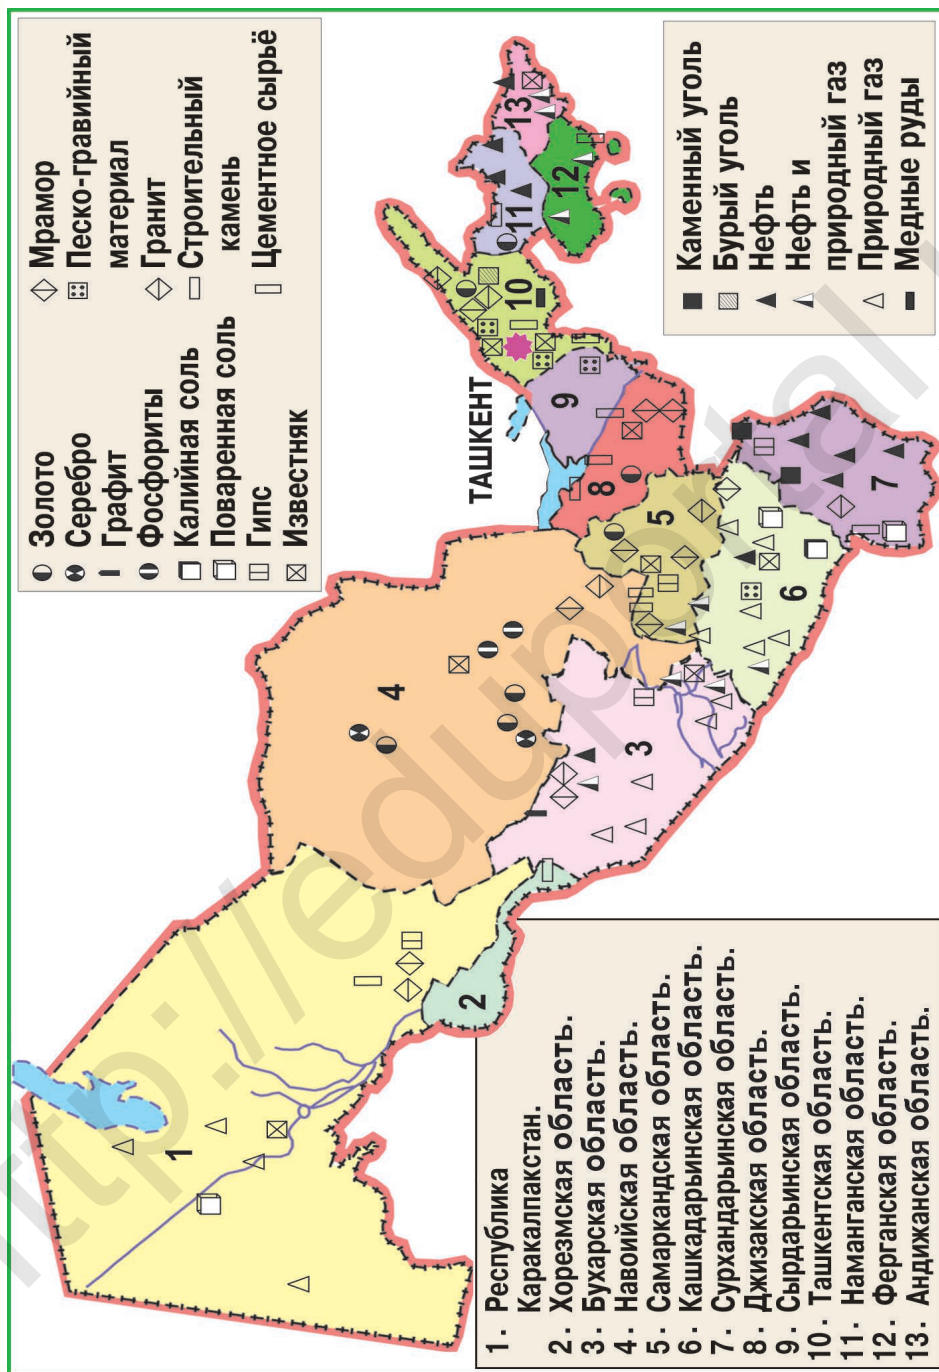 Золото
Серебро
Графит
Фосфориты
Калийная соль
Поваренная соль
Гипс
Известняк
Мрамор
Песко-гравийный
материал
Гранит
Строительный
камень
Цементное сырьё
Каменный уголь
Бурый уголь
Нефть
Нефть и
природный газ
Природный газ
Медные руды
ТАШКЕНТ
1
2
3
4
5
6
7
8
9
10
11
12
13
1. Республика
Каракалпакстан.
2. Хорезмская область.
3. Бухарская область.
4. Навоийская область.
5. Самаркандская область.
6. Кашкадарьинская область.
7. Сурхандарьинская область.
8. Джизакская область.
9. Сырдарьинская область.
10. Ташкентская область.
11. Наманганская область.
12. Ферганская область.
13. Андижанская область.
http://eduportal.